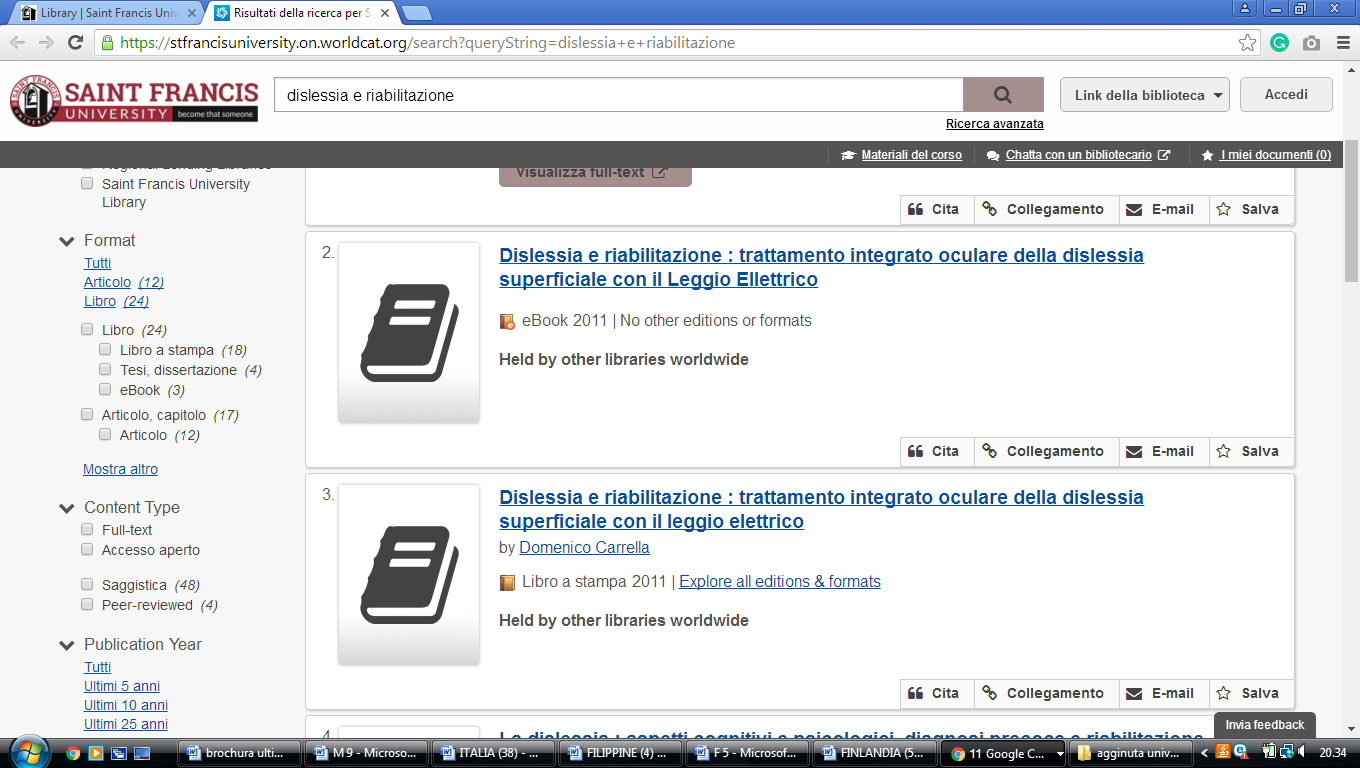 Library | Saint Francis Univ
Risultati della ricerca per S
https://stfrancisuniversity.on.worldcat.org/search?queryString=dislessia+e+riabilitazione
SAINT FRANCIS
UNIVERSITY become that someone
dislessia e riabilitazione
Link della biblioteca
Accedi
Ricerca avanzata
Materiali del corso
Chatta con un bibliotecario
I miei documenti (0)
Saint Francis University
Library
Format
Tutti
Articolo (12)
Libro (24)
Libro (24)
Libro a stampa (18)
Tesi, dissertazione (4)
eBook (3)
Articolo, capitolo (17)
Articolo (12)
Mostra altro
Content Type
Full-text
Accesso aperto
Saggistica (48)
Peer-reviewed (4)
Publication Year
Tutti
Ultimi 5 anni
Ultimi 10 anni
Ultimi 25 anni
Visualizza full-text
Cita Collegamento E-mail Salva
2.
Dislessia e riabilitazione : trattamento integrato oculare della dislessia
superficiale con il Leggio Ellettrico
eBook 2011 | No other editions or formats
Held by other libraries worldwide
Cita Collegamento E-mail Salva
3.
Dislessia e riabilitazione : trattamento integrato oculare della dislessia
superficiale con il leggio elettrico
by Domenico Carrella
Libro a stampa 2011 | Explore all editions & formats
Held by other libraries worldwide
Cita Collegamento E-mail Salva
4.
La dislessia : aspetti cognitivi e psicologici, diagnosi precoce e riabilitazione
Invia feedback
brochura ulti...
M 9 - Microso...
ITALIA (38) - ...
FILIPPINE (4) ...
F 5 - Microsof...
FINLANDIA (5...
11 Google C...
agginuta univ...
20.34